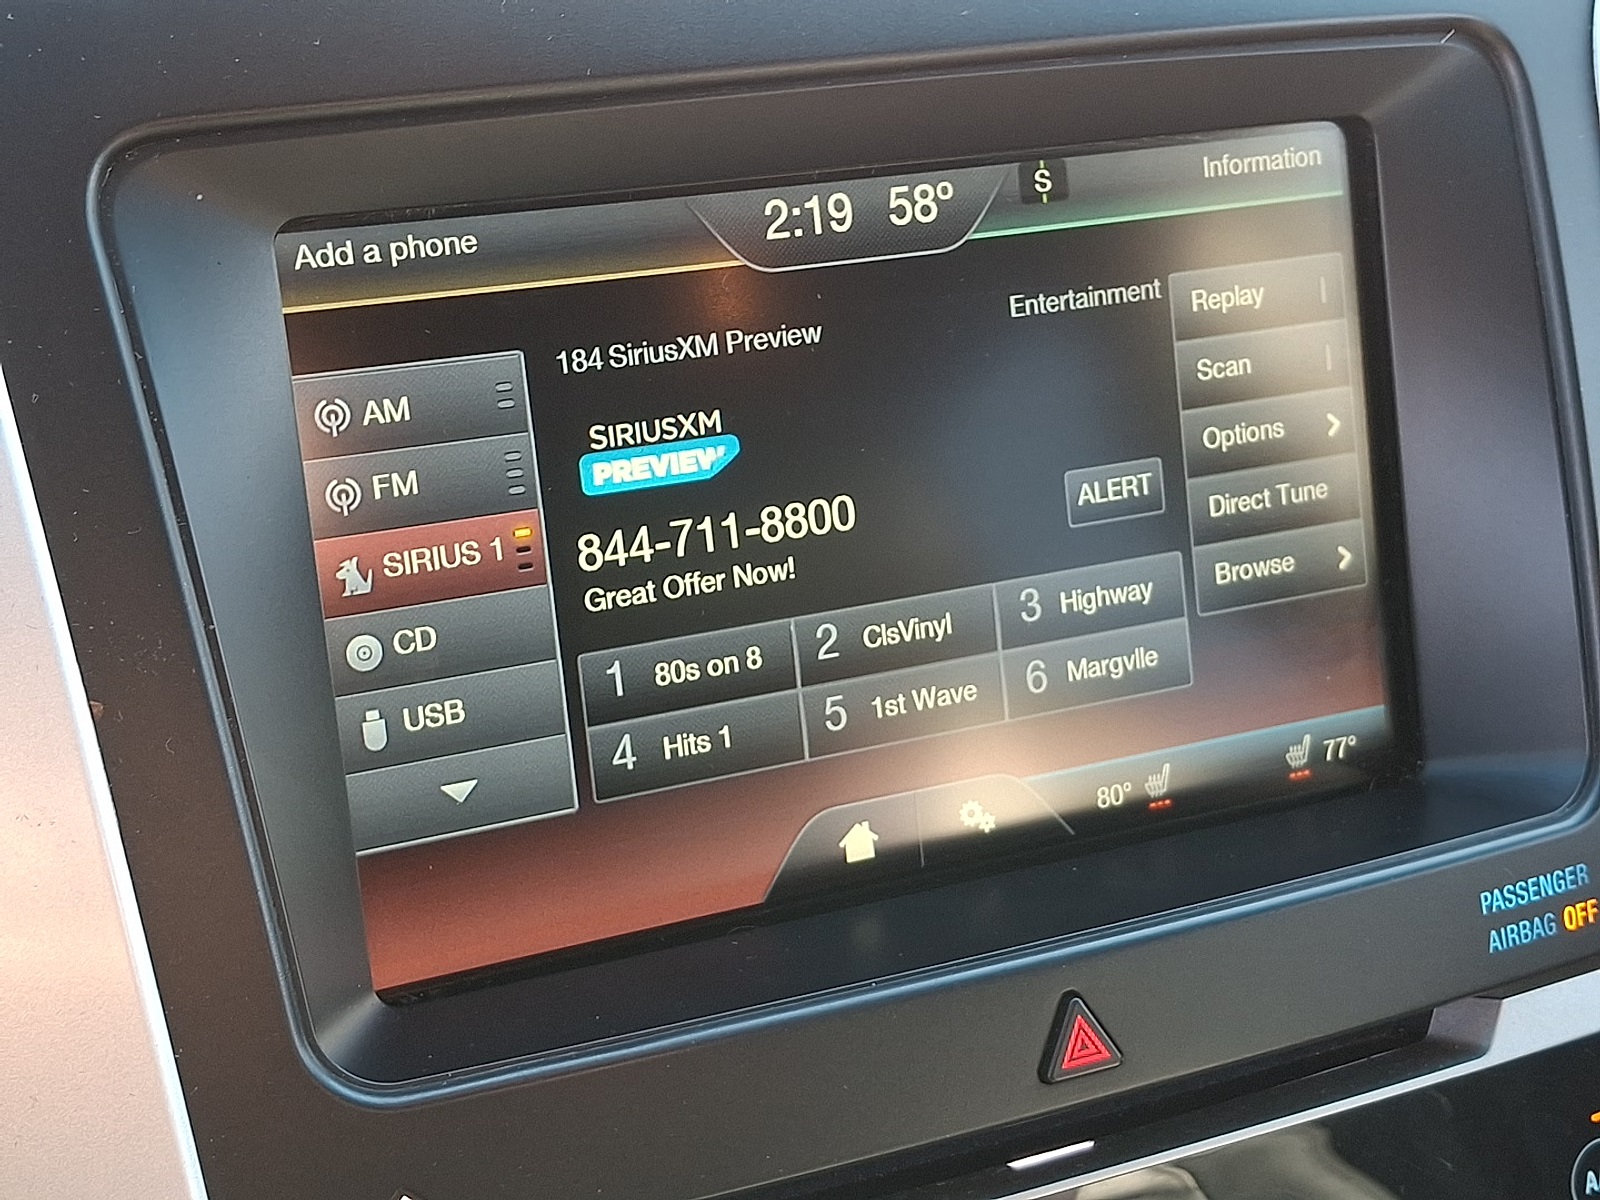 Add a phone
2:19 58°
S
Information
Entertainment
184 SiriusXM Preview
AM
FM
SIRIUS 1
CD
USB
SIRIUSXM
PREVIEW
844-711-8800
Great Offer Now!
ALERT
Replay
Scan
Options
Direct Tune
Browse
1 80s on 8
2 ClsVinyl
3 Highway
4 Hits 1
5 1st Wave
6 Margvlle
80°
77°
PASSENGER
AIRBAG OFF